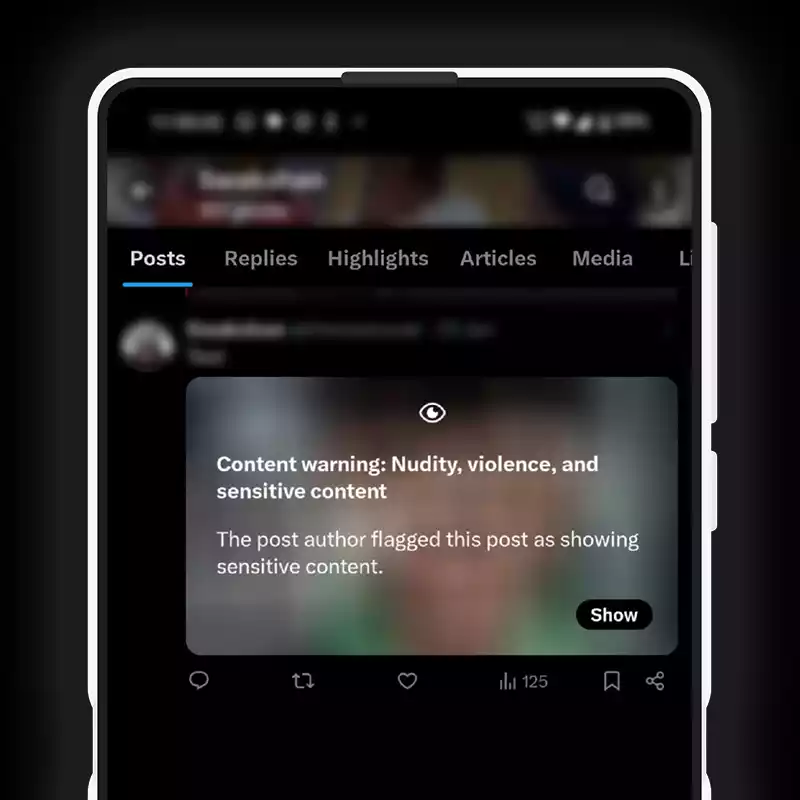 Posts Replies Highlights Articles Media Li
Content warning: Nudity, violence, and
sensitive content
The post author flagged this post as showing
sensitive content.
Show
125